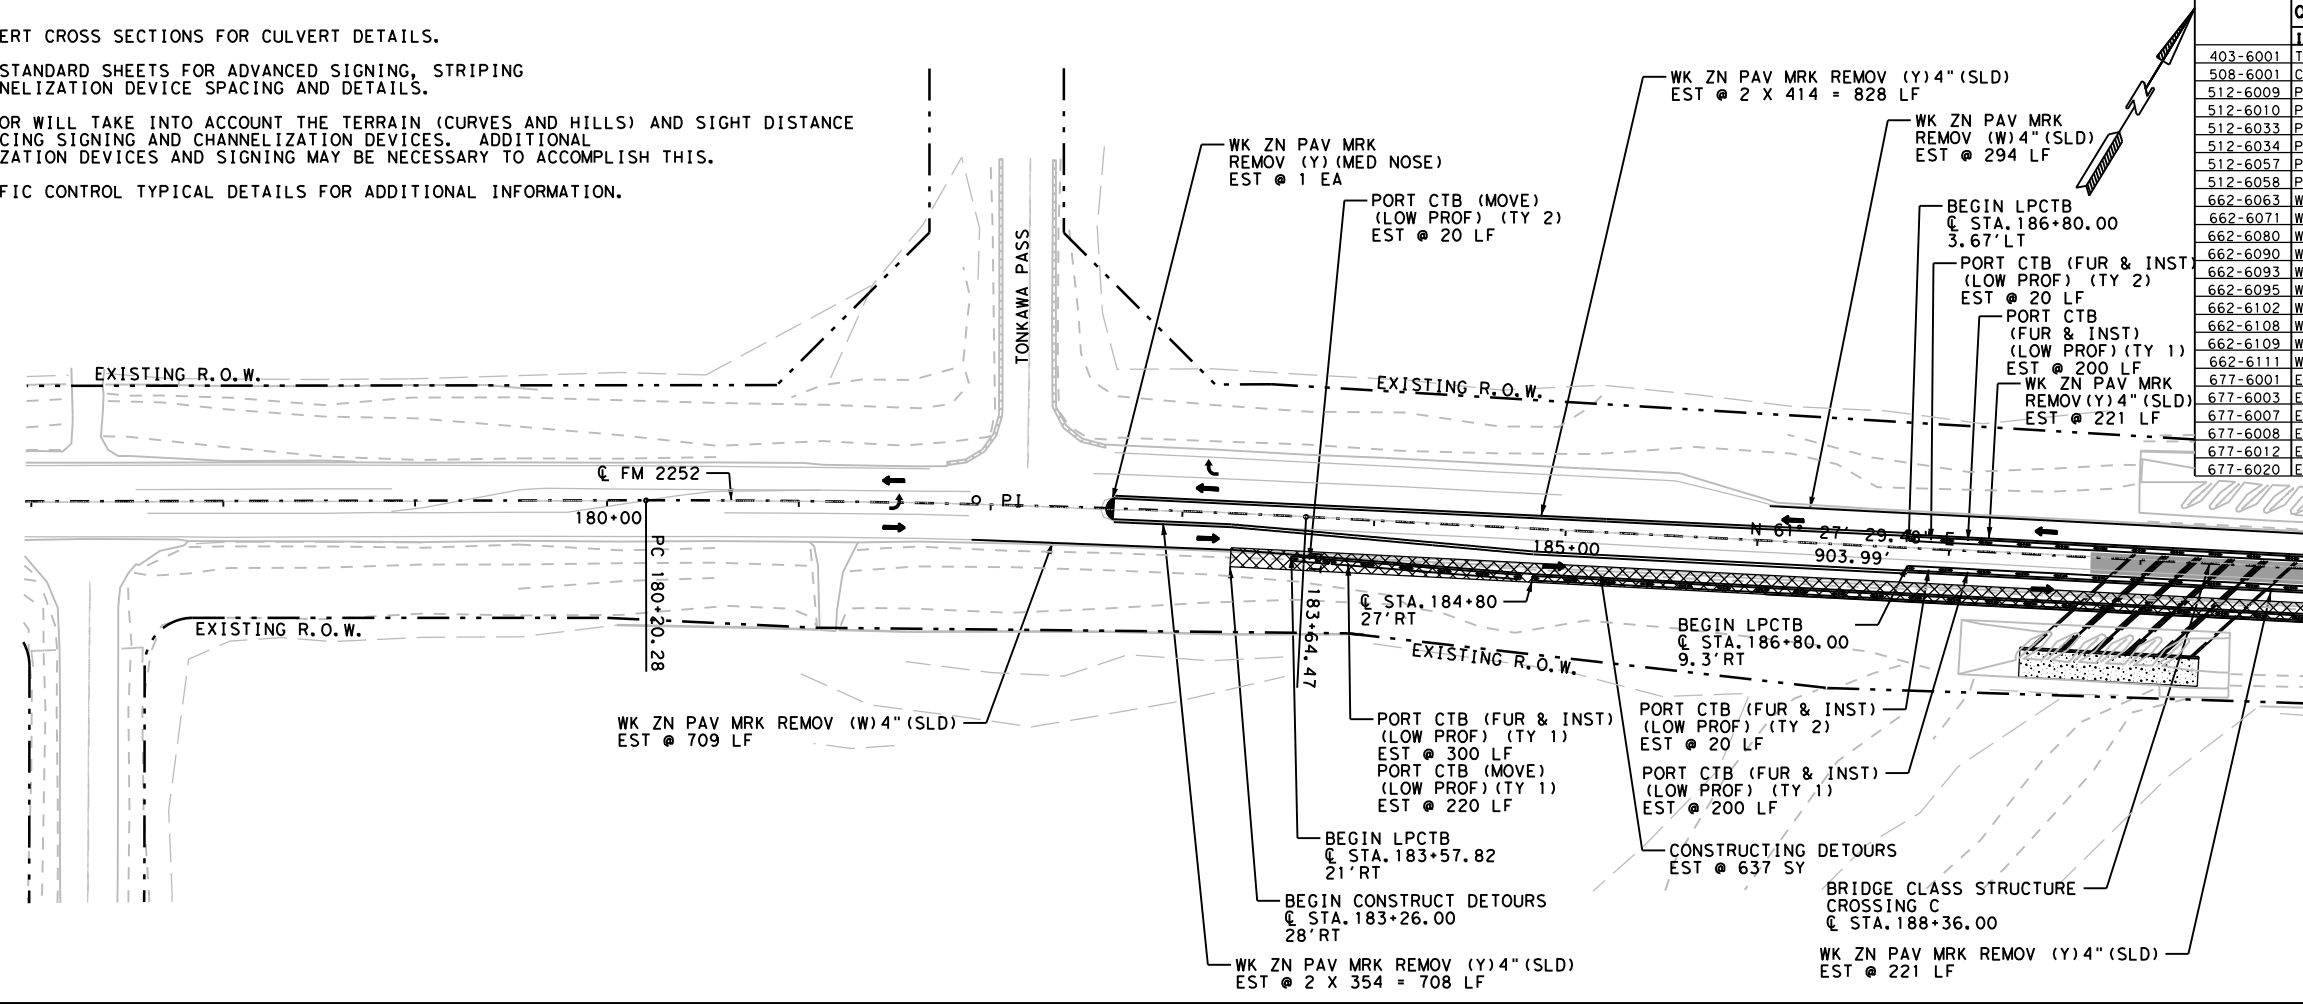 ERT CROSS SECTIONS FOR CULVERT DETAILS.
STANDARD SHEETS FOR ADVANCED SIGNING, STRIPING
NELIZATION DEVICE SPACING AND DETAILS.
OR WILL TAKE INTO ACCOUNT THE TERRAIN (CURVES AND HILLS) AND SIGHT DISTANCE
CING SIGNING AND CHANNELIZATION DEVICES. ADDITIONAL
ZATION DEVICES AND SIGNING MAY BE NECESSARY TO ACCOMPLISH THIS.
FIC CONTROL TYPICAL DETAILS FOR ADDITIONAL INFORMATION.
WK ZN PAV MRK
REMOV (Y)(MED NOSE)
EST @ 1 EA
PORT CTB (MOVE)
(LOW PROF) (TY 2)
EST @ 20 LF
WK ZN PAV MRK REMOV (Y)4"(SLD)
EST @ 2 X 414 = 828 LF
WK ZN PAV MRK
REMOV (W)4"(SLD)
EST @ 294 LF
BEGIN LPCTB
℄ STA.186+80.00
3.67'LT
PORT CTB (FUR & INST)
(LOW PROF) (TY 2)
EST @ 20 LF
PORT CTB
(FUR & INST)
(LOW PROF)(TY 1)
EST @ 200 LF
WK ZN PAV MRK
REMOV(Y)4"(SLD)
EST @ 221 LF
403-6001 T
508-6001 C
512-6009 P
512-6010 P
512-6033 P
512-6034 P
512-6057 P
512-6058 P
662-6063 W
662-6071 W
662-6080 W
662-6090 W
662-6093 W
662-6095 W
662-6102 W
662-6108 W
662-6109 W
662-6111 W
677-6001 E
677-6003 E
677-6007 E
677-6008 E
677-6012 E
677-6020 E
TONKAWA PASS
EXISTING R.O.W.
EXISTING R.O.W.
℄ FM 2252
180+00
PI
PC 180+20.28
183+64.47
185+00
N 61° 27' 29.
903.99'
℄ STA.184+80
27'RT
EXISTING R.O.W.
EXISTING R.O.W.
BEGIN LPCTB
℄ STA.186+80.00
9.3'RT
WK ZN PAV MRK REMOV (W)4"(SLD)
EST @ 709 LF
PORT CTB (FUR & INST)
(LOW PROF) (TY 1)
EST @ 300 LF
PORT CTB (MOVE)
(LOW PROF)(TY 1)
EST @ 220 LF
PORT CTB (FUR & INST)
(LOW PROF) (TY 2)
EST @ 20 LF
PORT CTB (FUR & INST)
(LOW PROF) (TY 1)
EST @ 200 LF
BEGIN LPCTB
℄ STA.183+57.82
21'RT
CONSTRUCTING DETOURS
EST @ 637 SY
BEGIN CONSTRUCT DETOURS
℄ STA.183+26.00
28'RT
BRIDGE CLASS STRUCTURE
CROSSING C
℄ STA.188+36.00
WK ZN PAV MRK REMOV (Y)4"(SLD)
EST @ 2 X 354 = 708 LF
WK ZN PAV MRK REMOV (Y)4"(SLD)
EST @ 221 LF